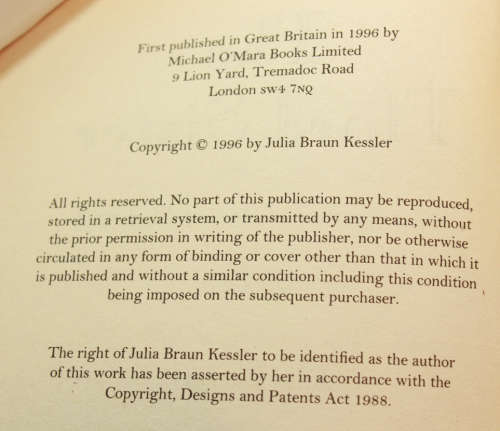 First published in Great Britain in 1996 by
Michael O'Mara Books Limited
9 Lion Yard, Tremadoc Road
London SW4 7NQ
Copyright © 1996 by Julia Braun Kessler
All rights reserved. No part of this publication may be reproduced,
stored in a retrieval system, or transmitted by any means, without
the prior permission in writing of the publisher, nor be otherwise
circulated in any form of binding or cover other than that in which it
is published and without a similar condition including this condition
being imposed on the subsequent purchaser.
The right of Julia Braun Kessler to be identified as the author
of this work has been asserted by her in accordance with the
Copyright, Designs and Patents Act 1988.